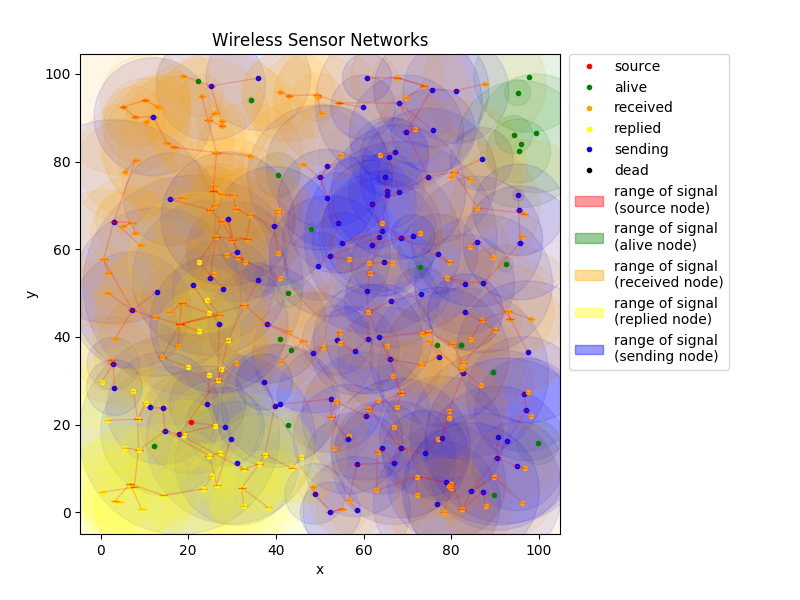 Wireless Sensor Networks
100
80
60
40
20
0
y
0
20
40
60
80
100
x
source
alive
received
replied
sending
dead
range of signal
(source node)
range of signal
(alive node)
range of signal
(received node)
range of signal
(replied node)
range of signal
(sending node)